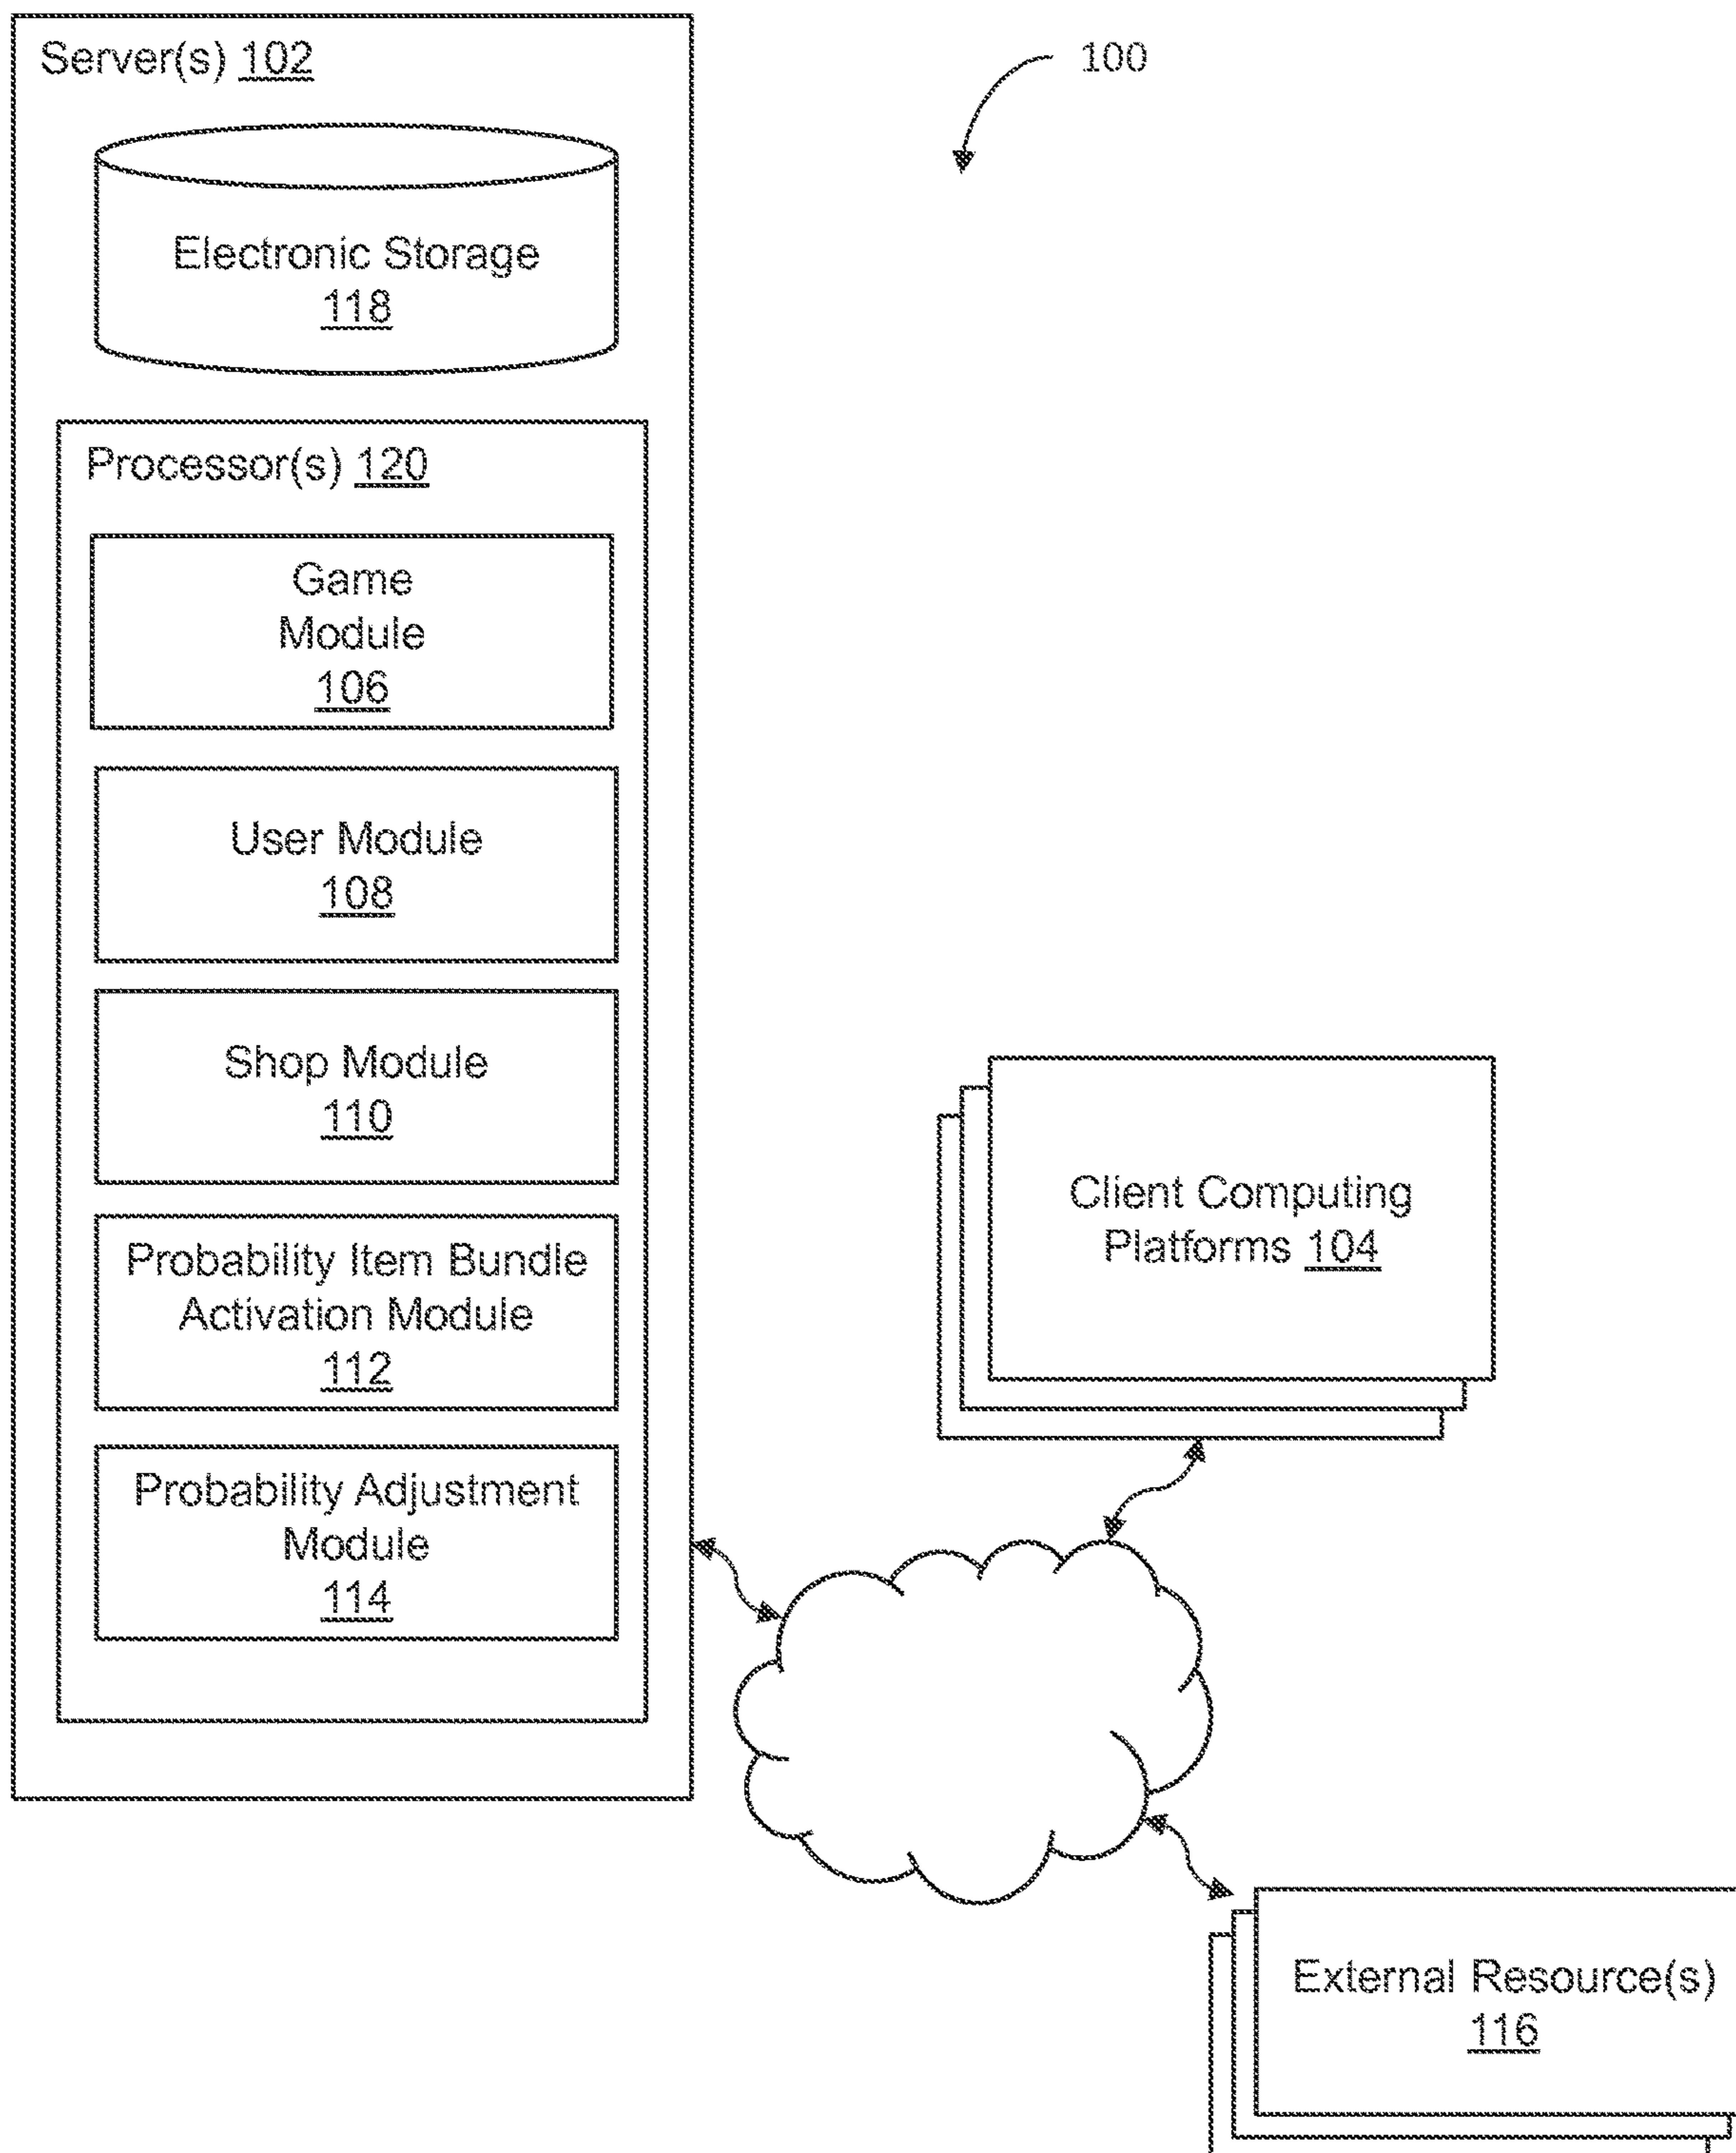 Server(s) 102
100
Electronic Storage
118
Processor(s) 120
Game
Module
106
User Module
108
Shop Module
110
Probability Item Bundle
Activation Module
112
Probability Adjustment
Module
114
Client Computing
Platforms 104
External Resource(s)
116